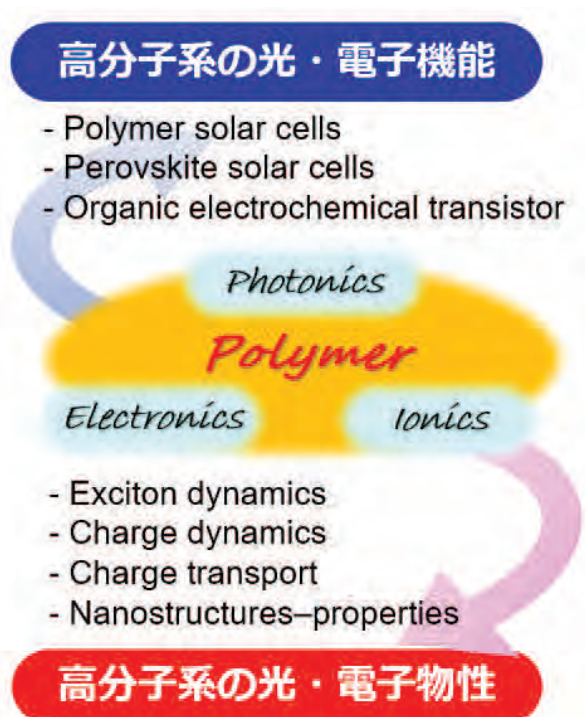 高分子系の光・電子機能
- Polymer solar cells
- Perovskite solar cells
- Organic electrochemical transistor
Photonics
Polymer
Electronics
Ionics
- Exciton dynamics
- Charge dynamics
- Charge transport
- Nanostructures–properties
高分子系の光・電子物性